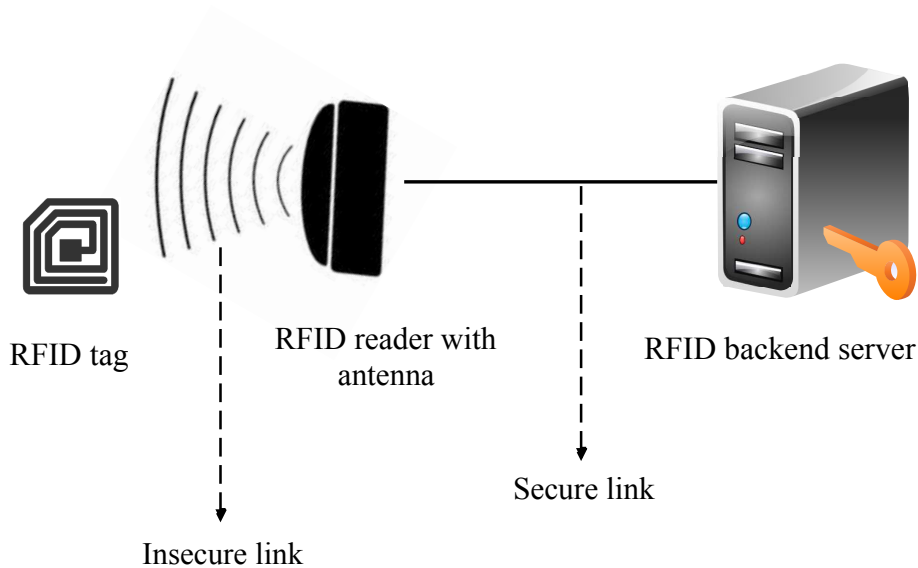 RFID tag
RFID reader with
antenna
RFID backend server
Secure link
Insecure link